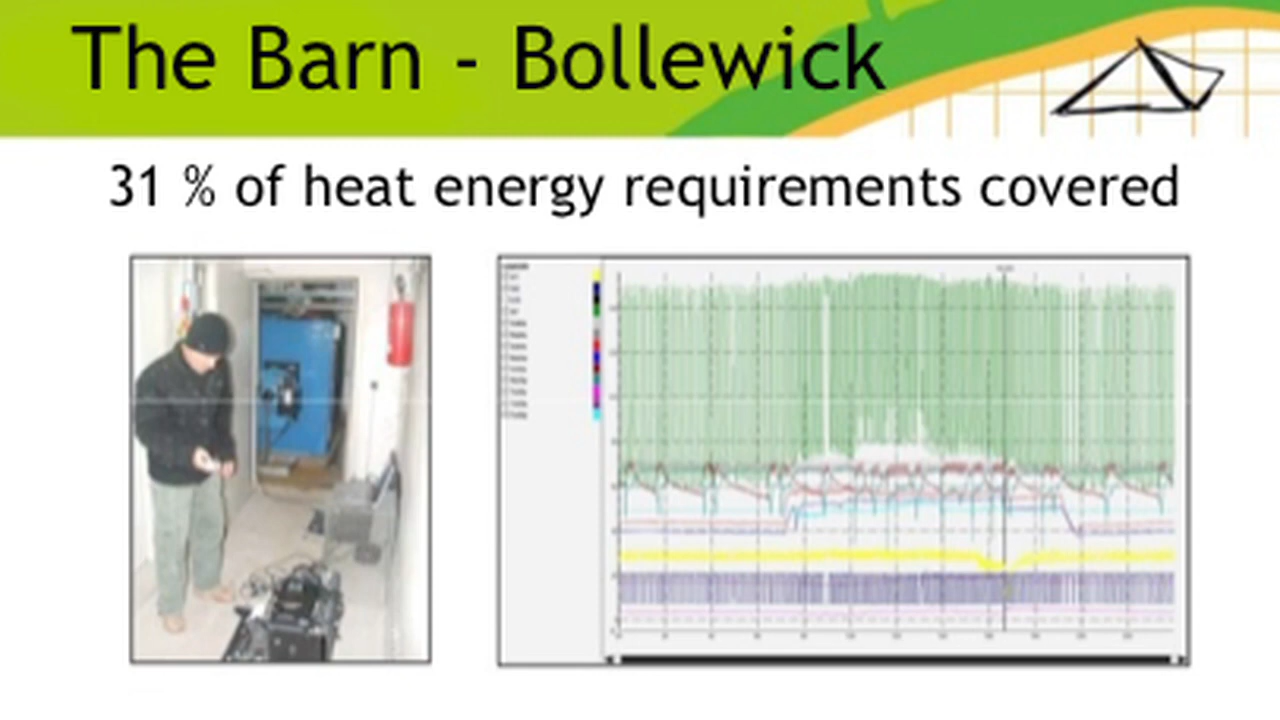 The Barn - Bollewick
31 % of heat energy requirements covered